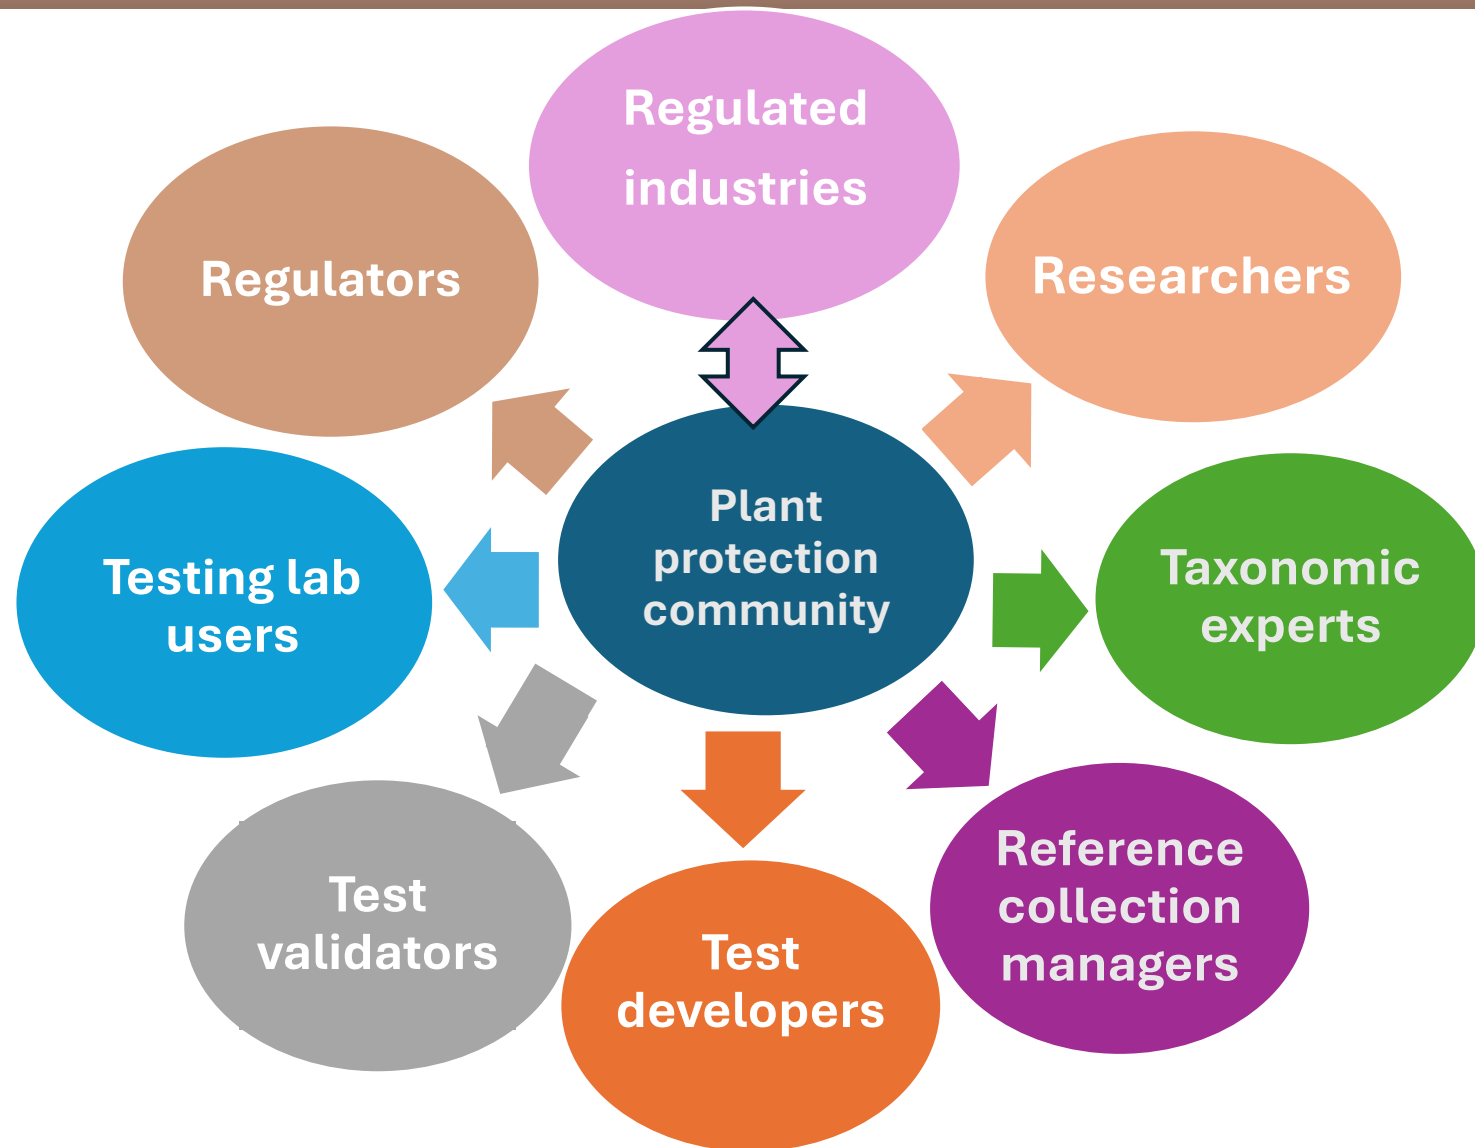 Regulated
industries
Regulators
Researchers
Plant
protection
community
Testing lab
users
Taxonomic
experts
Test
validators
Test
developers
Reference
collection
managers